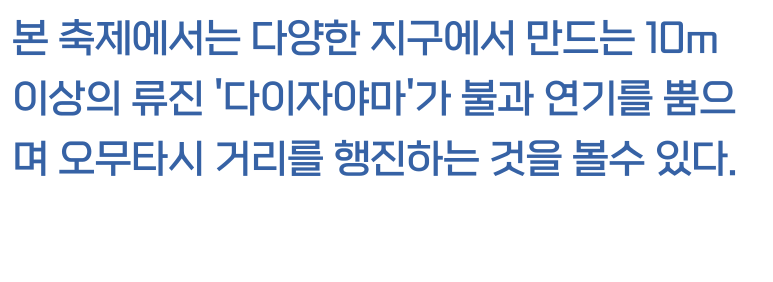 본 축제에서는 다양한 지구에서 만드는 10m
이상의 류진 '다이자야마'가 불과 연기를 뿜으
며 오무타시 거리를 행진하는 것을 볼수 있다.